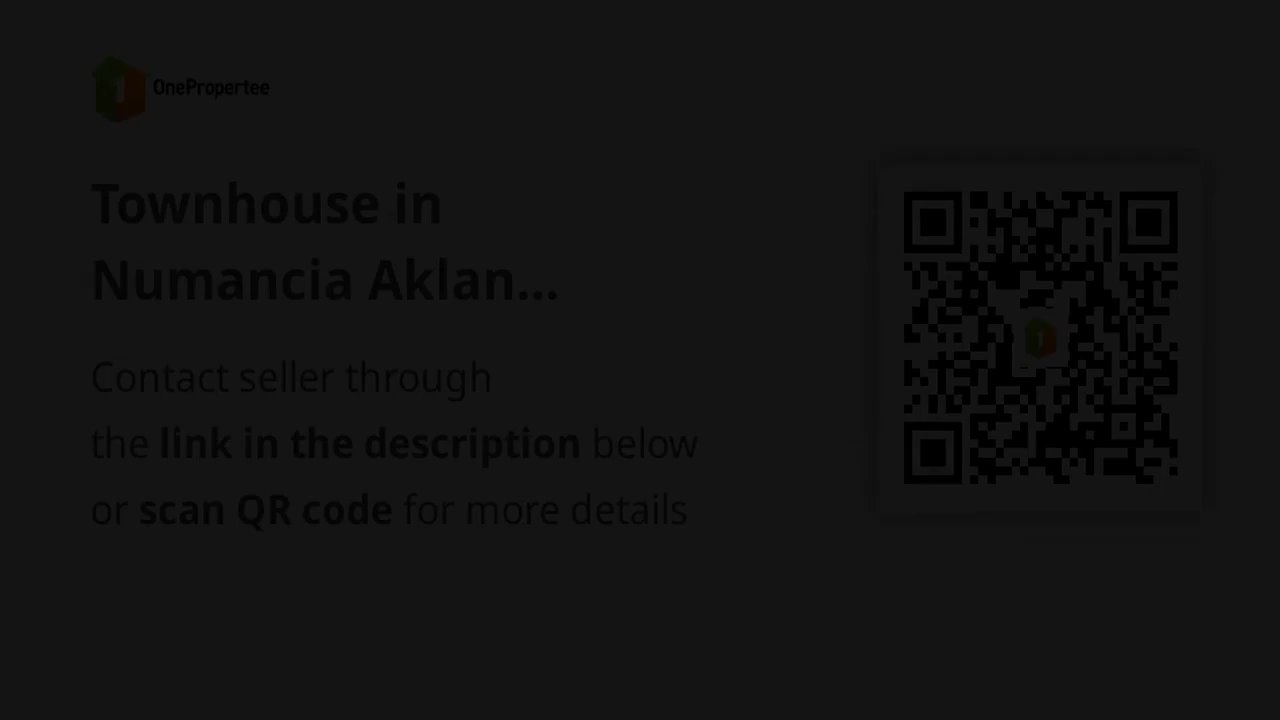 OnePropertee
Townhouse in
Numancia Aklan...
Contact seller through
the link in the description below
or scan QR code for more details